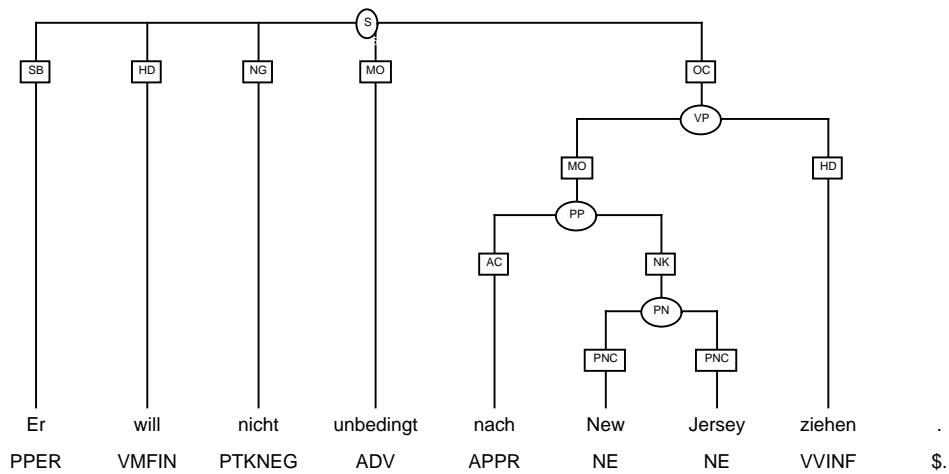 S
SB HD NG MO OC
VP
MO HD
PP
AC NK
PN
PNC PNC
Er will nicht unbedingt nach New Jersey ziehen .
PPER VMFIN PTKNEG ADV APPR NE NE VVINF $.